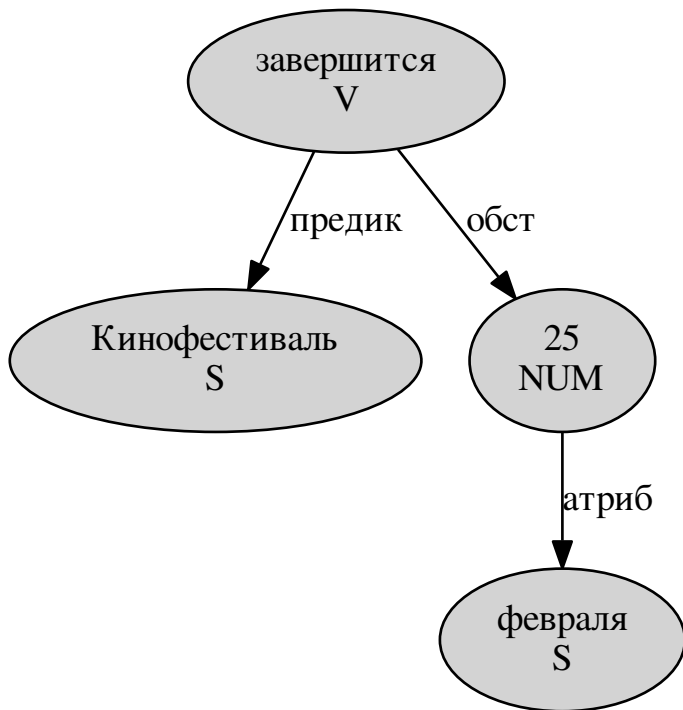 завершится
V
предик
обст
Кинофестиваль
S
25
NUM
атриб
февраля
S